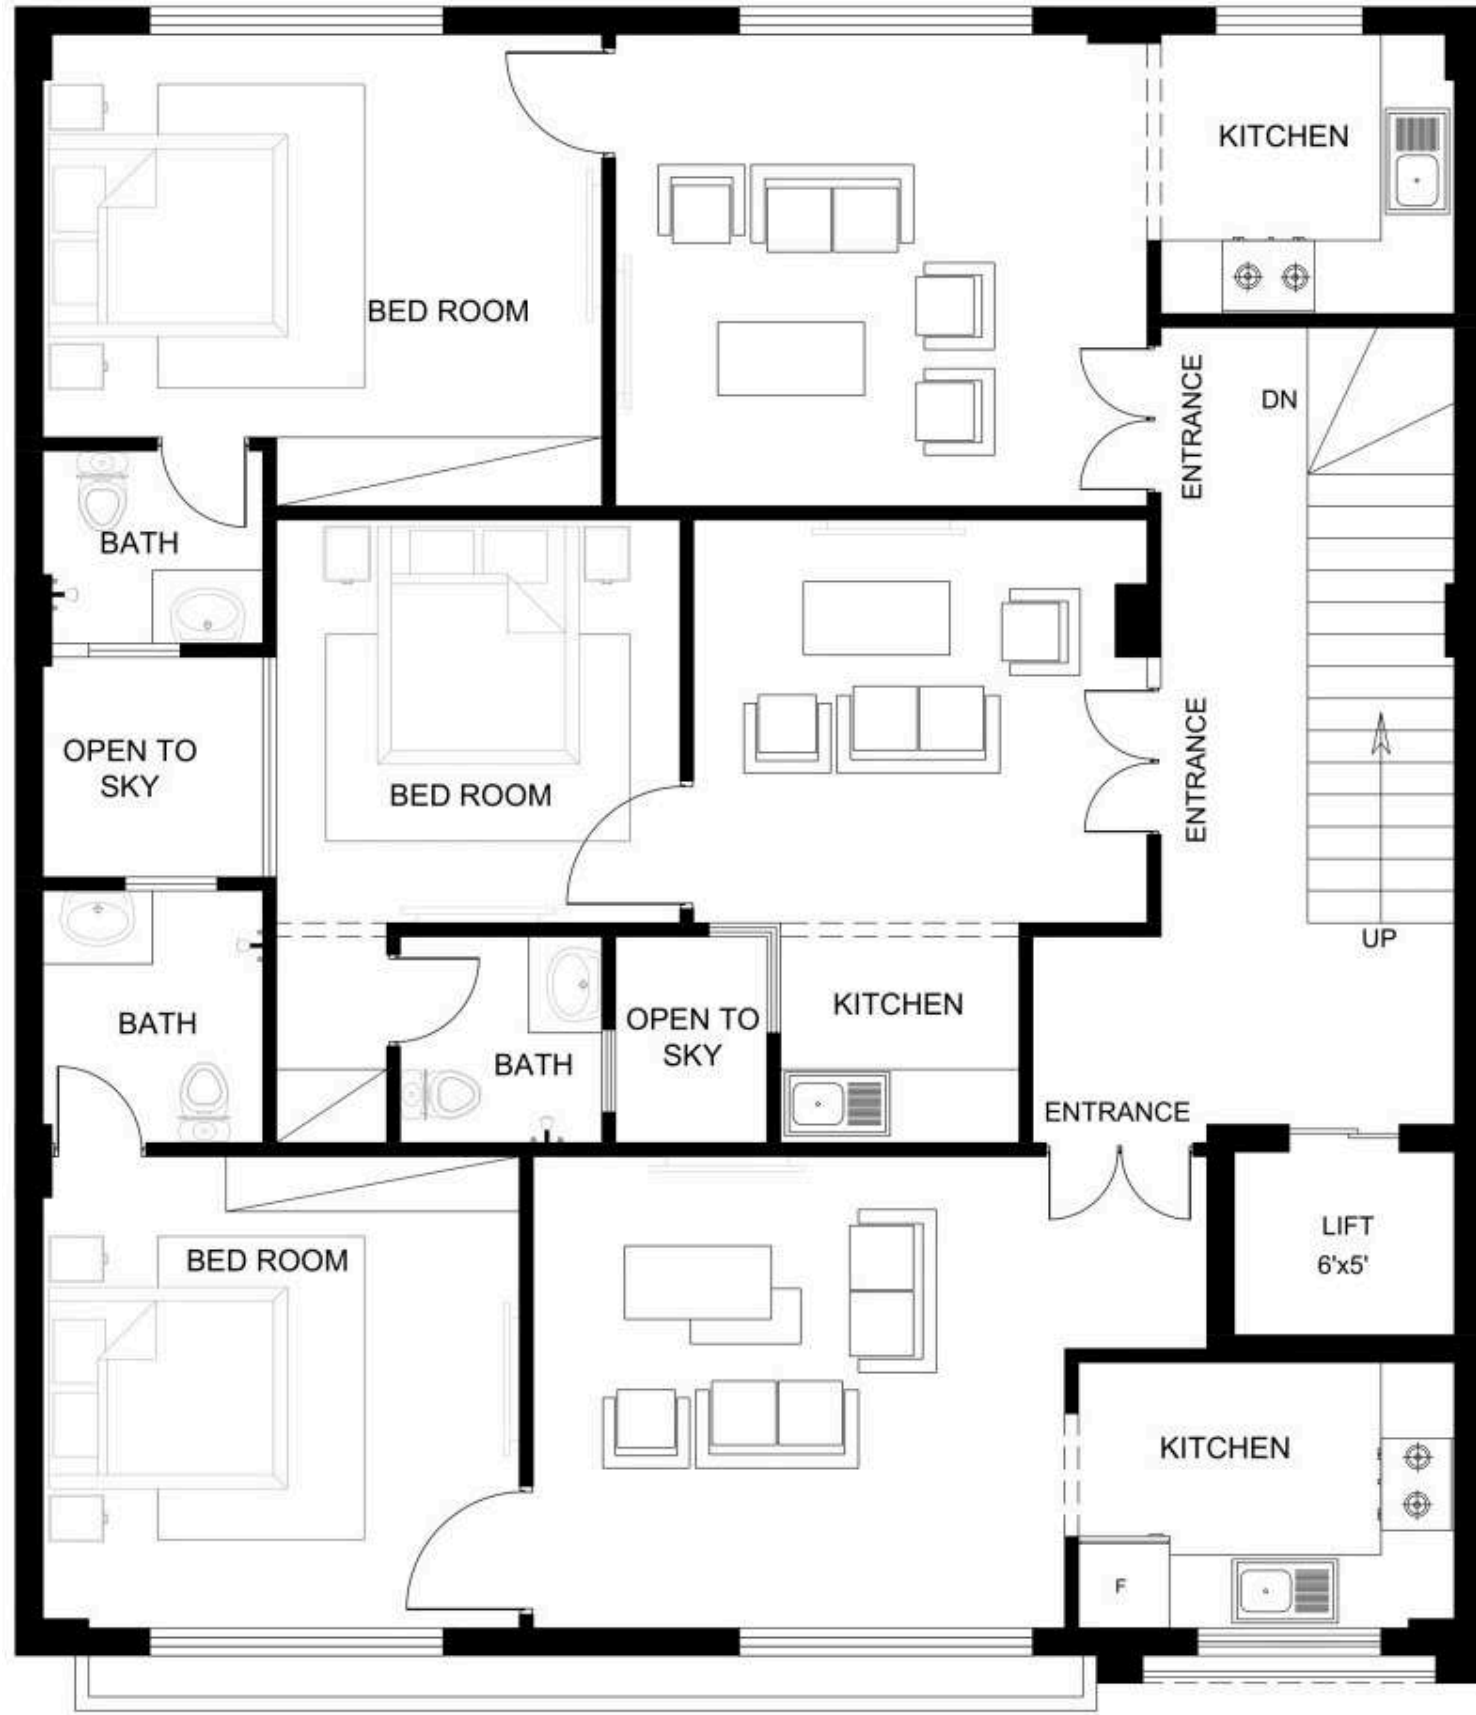 KITCHEN
BED ROOM
ENTRANCE
DN
BATH
OPEN TO
SKY
BED ROOM
ENTRANCE
UP
BATH
BATH
OPEN TO
SKY
KITCHEN
ENTRANCE
LIFT
6'x5'
BED ROOM
KITCHEN
F